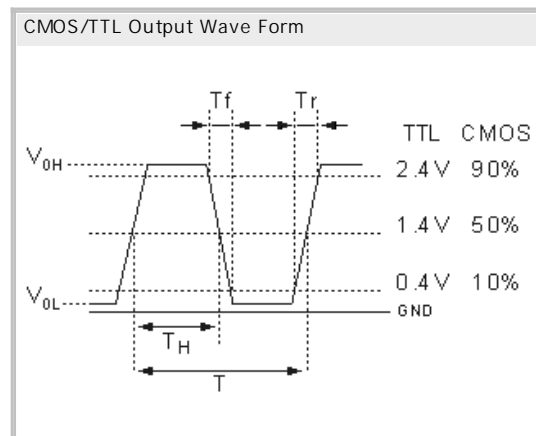 CMOS/TTL Output Wave Form
Tf Tr
TTL CMOS
V0H 2.4V 90%
1.4V 50%
0.4V 10%
V0L GND
TH
T